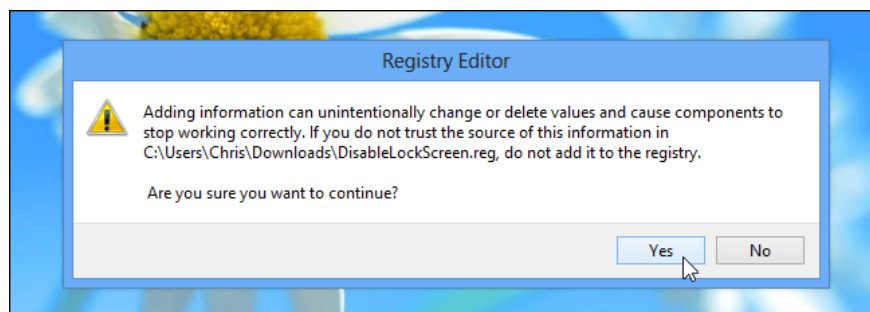 Registry Editor
Adding information can unintentionally change or delete values and cause components to
stop working correctly. If you do not trust the source of this information in
C:\Users\Chris\Downloads\DisableLockScreen.reg, do not add it to the registry.
Are you sure you want to continue?
Yes No